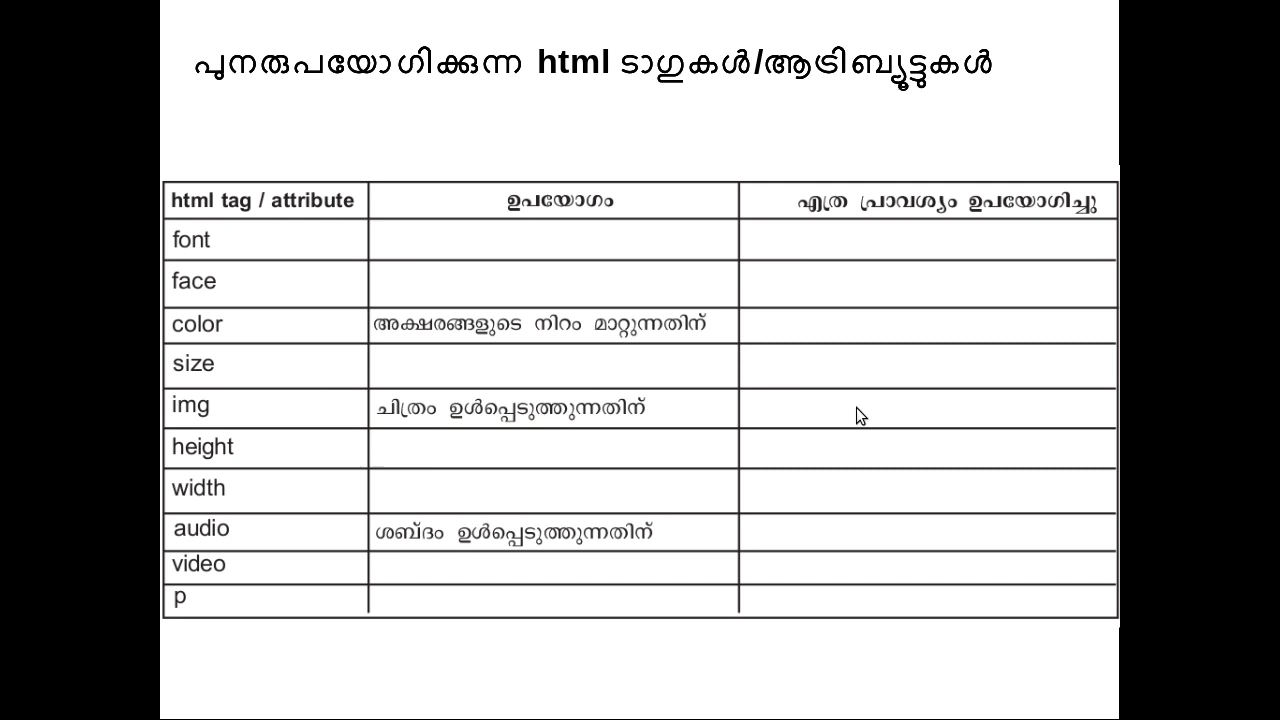 പുനരുപയോഗിക്കുന്ന html ടാഗുകൾ/ആട്രിബ്യൂട്ടുകൾ
html tag / attribute ഉപയോഗം എത്ര പ്രാവശ്യം ഉപയോഗിച്ചു
font
face
color അക്ഷരങ്ങളുടെ നിറം മാറ്റുന്നതിന്
size
img ചിത്രം ഉൾപ്പെടുത്തുന്നതിന്
height
width
audio ശബ്ദം ഉൾപ്പെടുത്തുന്നതിന്
video
p